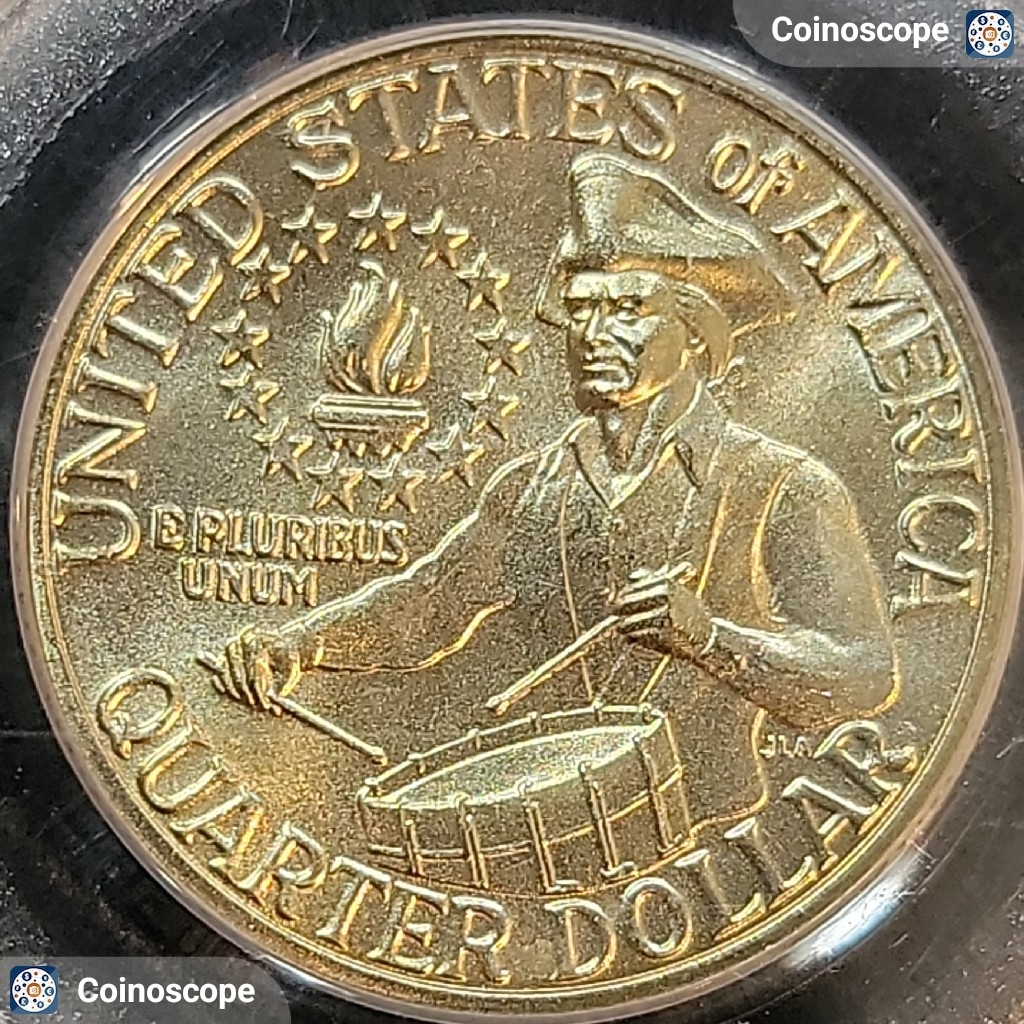 Coinoscope
UNITED STATES of AMERICA
E PLURIBUS
UNUM
JLA
QUARTER DOLLAR
Coinoscope